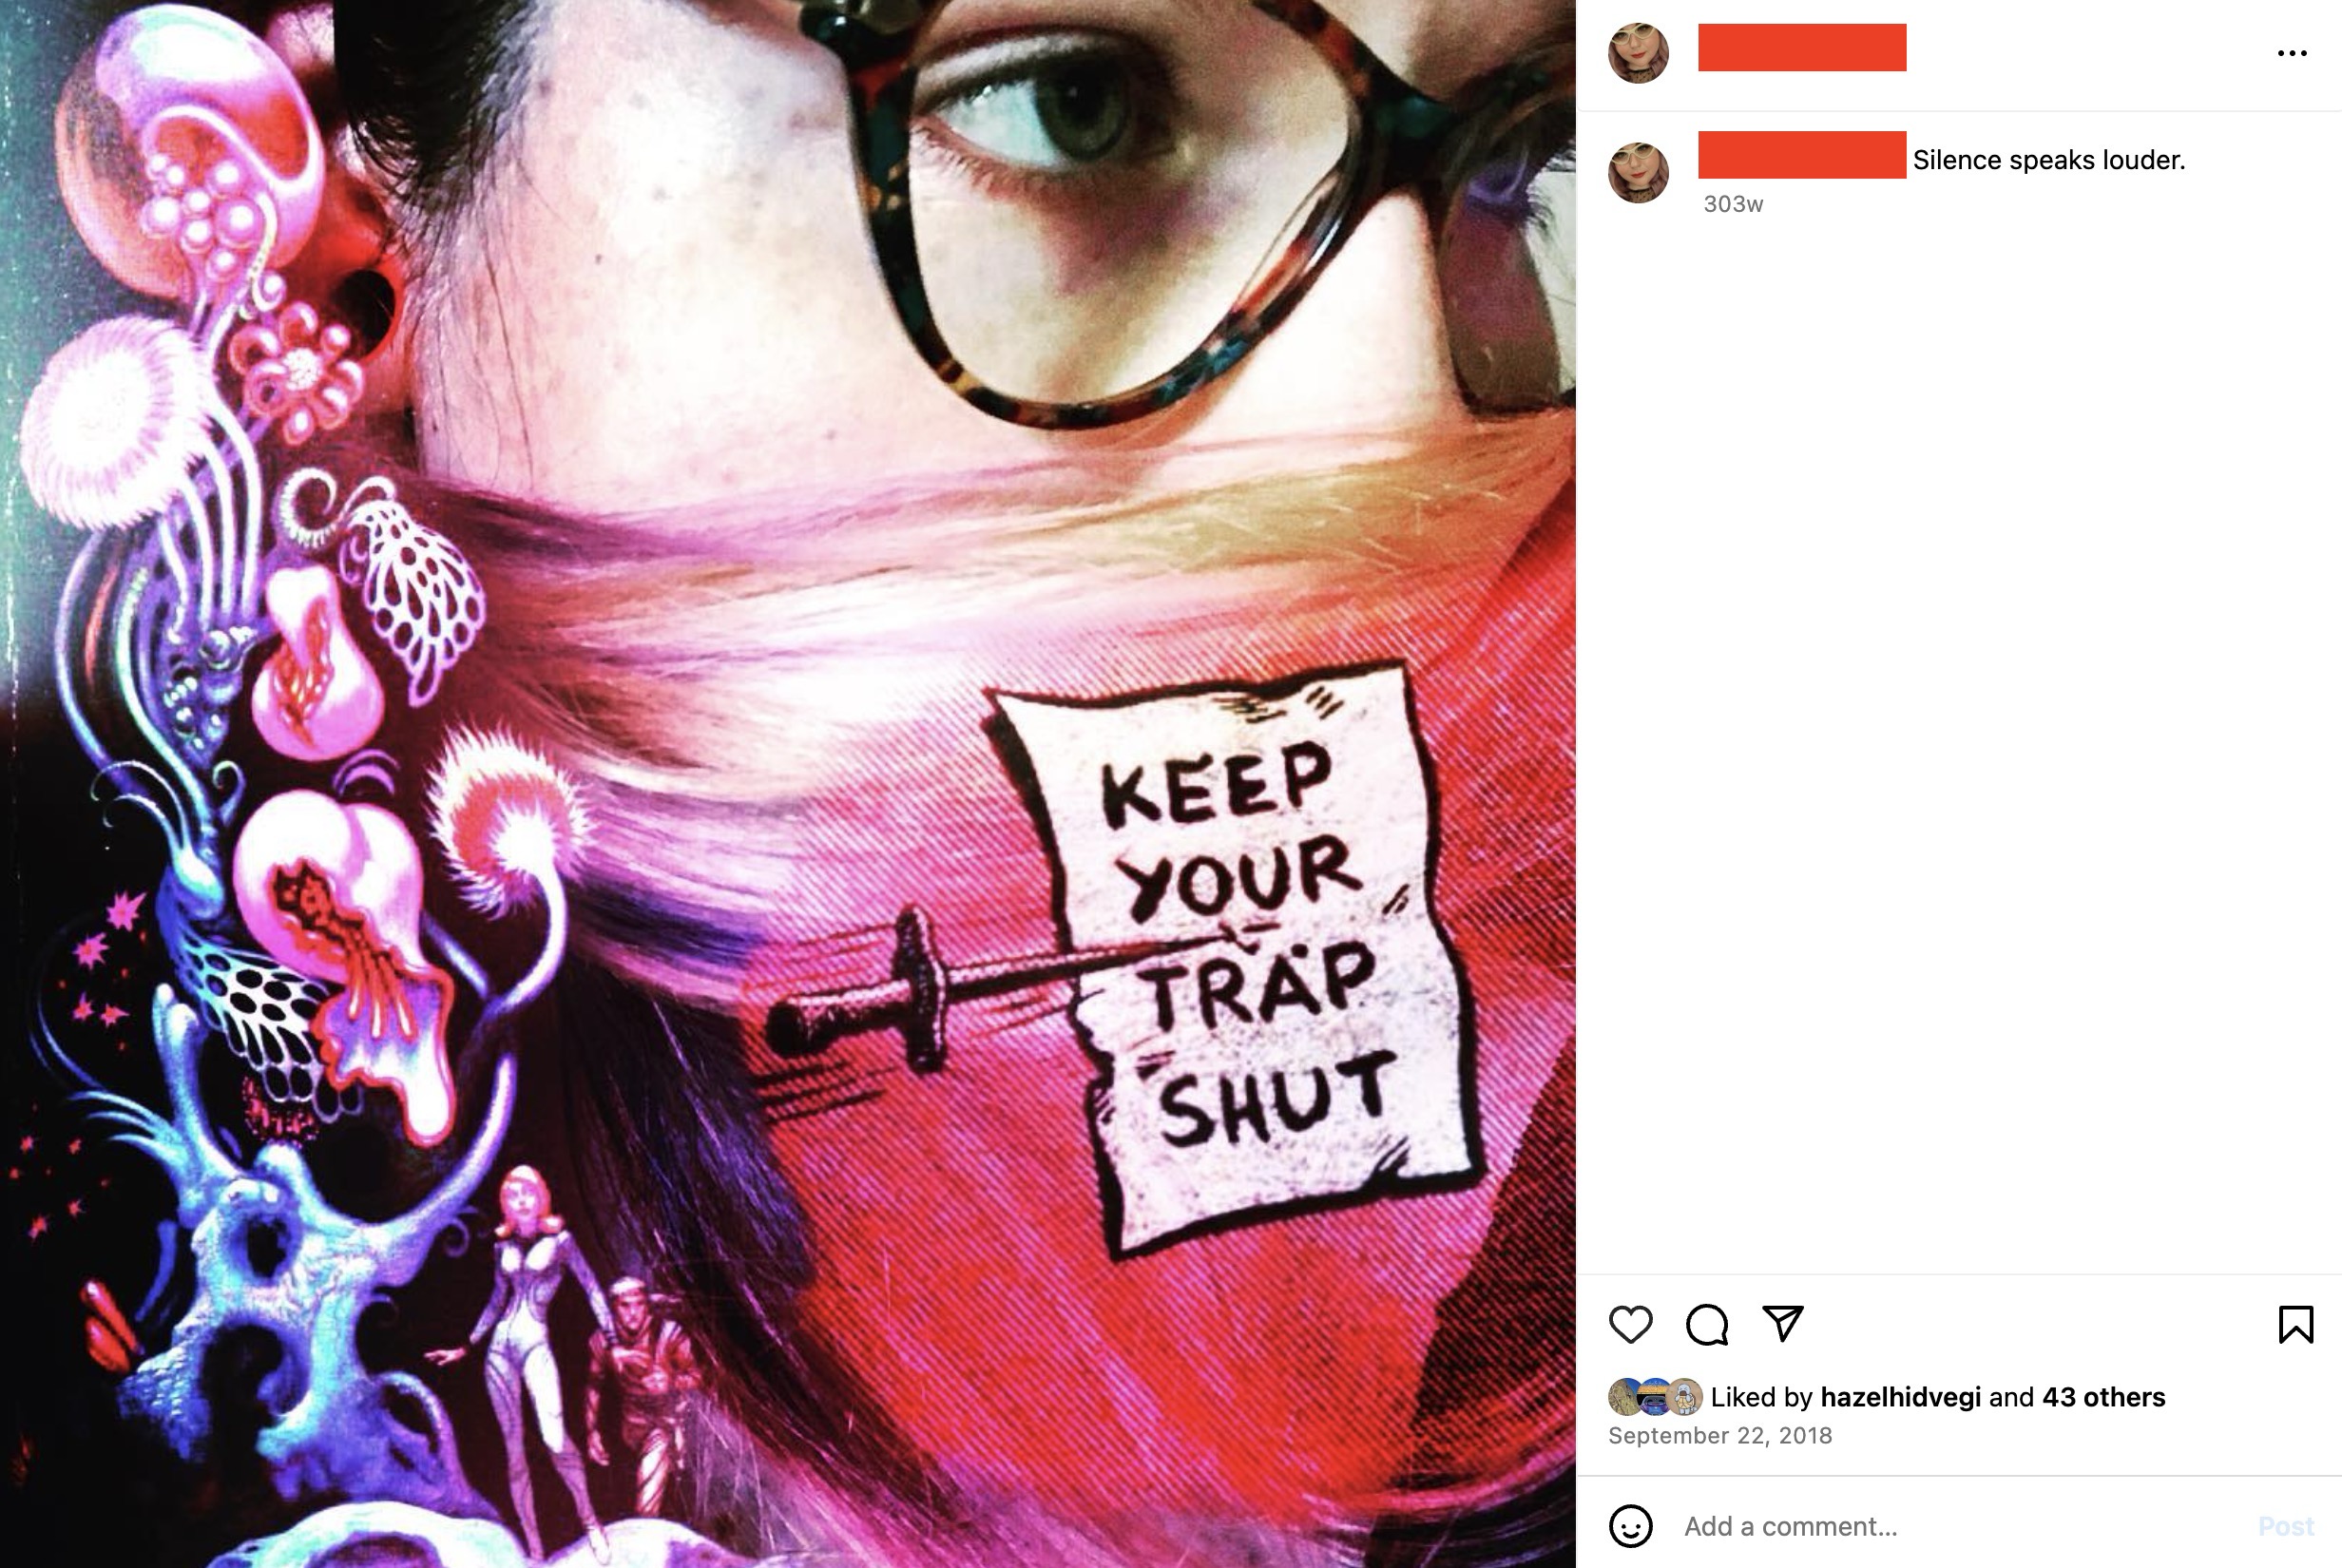 Silence speaks louder.
303w
KEEP
YOUR
TRAP
SHUT
Liked by hazelhidvegi and 43 others
September 22, 2018
Add a comment...
Post